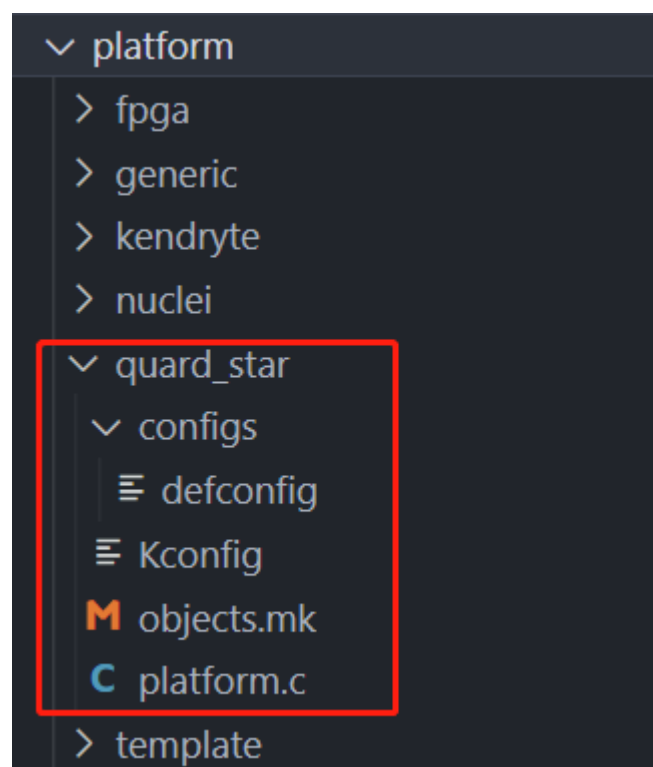 platform
fpga
generic
kendryte
nuclei
quard_star
configs
defconfig
Kconfig
M objects.mk
C platform.c
template